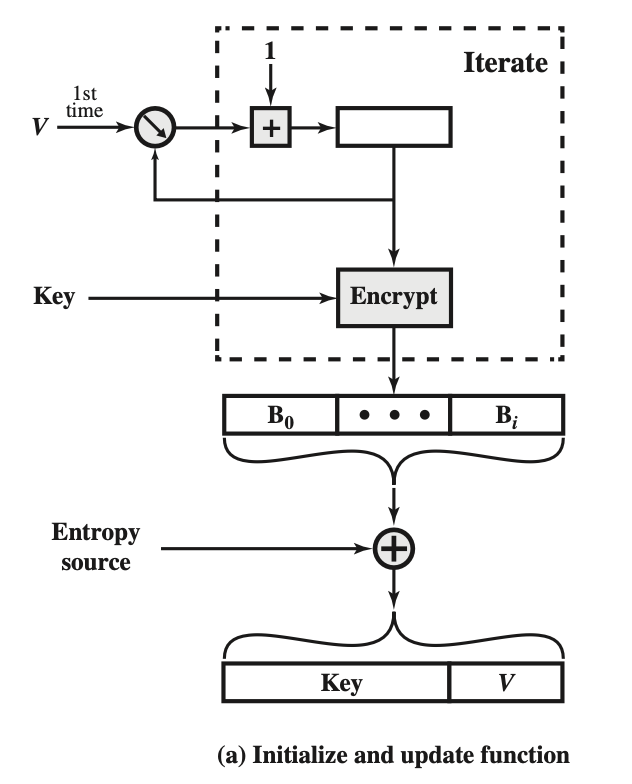 1
Iterate
1st
time
V
+
Key
Encrypt
B₀ • • • Bᵢ
Entropy
source
+
Key V
(a) Initialize and update function